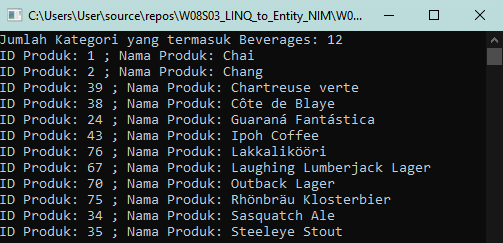 C:\Users\User\source\repos\W08S03_LINQ_to_Entity_NIM\W0...
Jumlah Kategori yang termasuk Beverages: 12
ID Produk: 1 ; Nama Produk: Chai
ID Produk: 2 ; Nama Produk: Chang
ID Produk: 39 ; Nama Produk: Chartreuse verte
ID Produk: 38 ; Nama Produk: Côte de Blaye
ID Produk: 24 ; Nama Produk: Guaraná Fantástica
ID Produk: 43 ; Nama Produk: Ipoh Coffee
ID Produk: 76 ; Nama Produk: Lakkalikööri
ID Produk: 67 ; Nama Produk: Laughing Lumberjack Lager
ID Produk: 70 ; Nama Produk: Outback Lager
ID Produk: 75 ; Nama Produk: Rhönbräu Klosterbier
ID Produk: 34 ; Nama Produk: Sasquatch Ale
ID Produk: 35 ; Nama Produk: Steeleye Stout